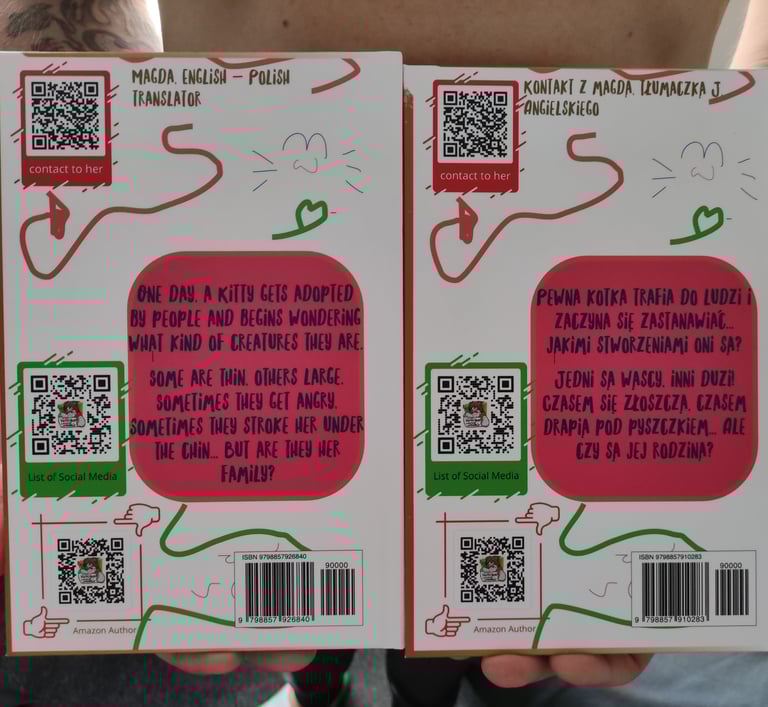 MAGDA, ENGLISH – POLISH
TRANSLATOR
contact to her
ONE DAY, A KITTY GETS ADOPTED
BY PEOPLE AND BEGINS WONDERING
WHAT KIND OF CREATURES THEY ARE.
SOME ARE THIN, OTHERS LARGE.
SOMETIMES THEY GET ANGRY,
SOMETIMES THEY STROKE HER UNDER
THE CHIN... BUT ARE THEY HER
FAMILY?
List of Social Media
Amazon Author
ISBN 9798857926840
90000
9 798857 926840
KONTAKT Z MAGDĄ, TŁUMACZKĄ J.
ANGIELSKIEGO
contact to her
PEWNA KOTKA TRAFIA DO LUDZI I
ZACZYNA SIĘ ZASTANAWIAĆ...
JAKIMI STWORZENIAMI ONI SĄ?
JEDNI SĄ WĄSCY, INNI DUZI!
CZASEM SIĘ ZŁOSZCZĄ, CZASEM
DRAPIĄ POD PYSZCZKIEM... ALE
CZY SĄ JEJ RODZINĄ?
List of Social Media
Amazon Author
ISBN 9798857910283
90000
9 798857 910283